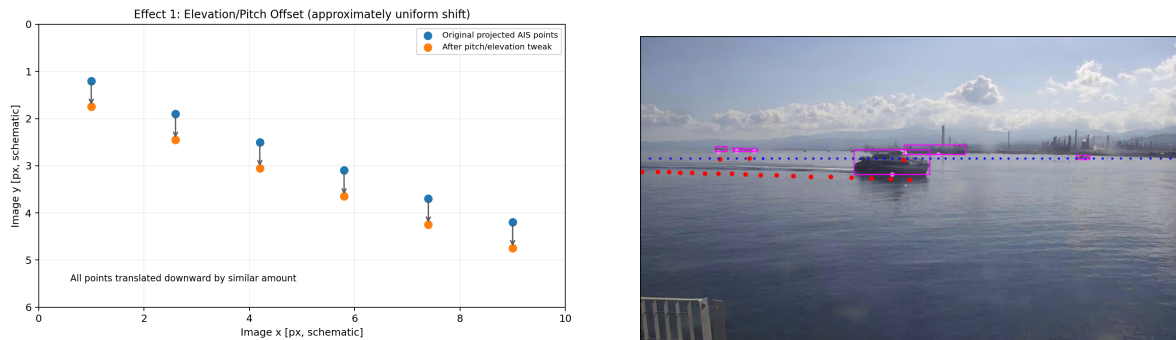 Effect 1: Elevation/Pitch Offset (approximately uniform shift)
Original projected AIS points
After pitch/elevation tweak
0
1
2
3
4
5
6
Image y [px, schematic]
All points translated downward by similar amount
0 2 4 6 8 10
Image x [px, schematic]